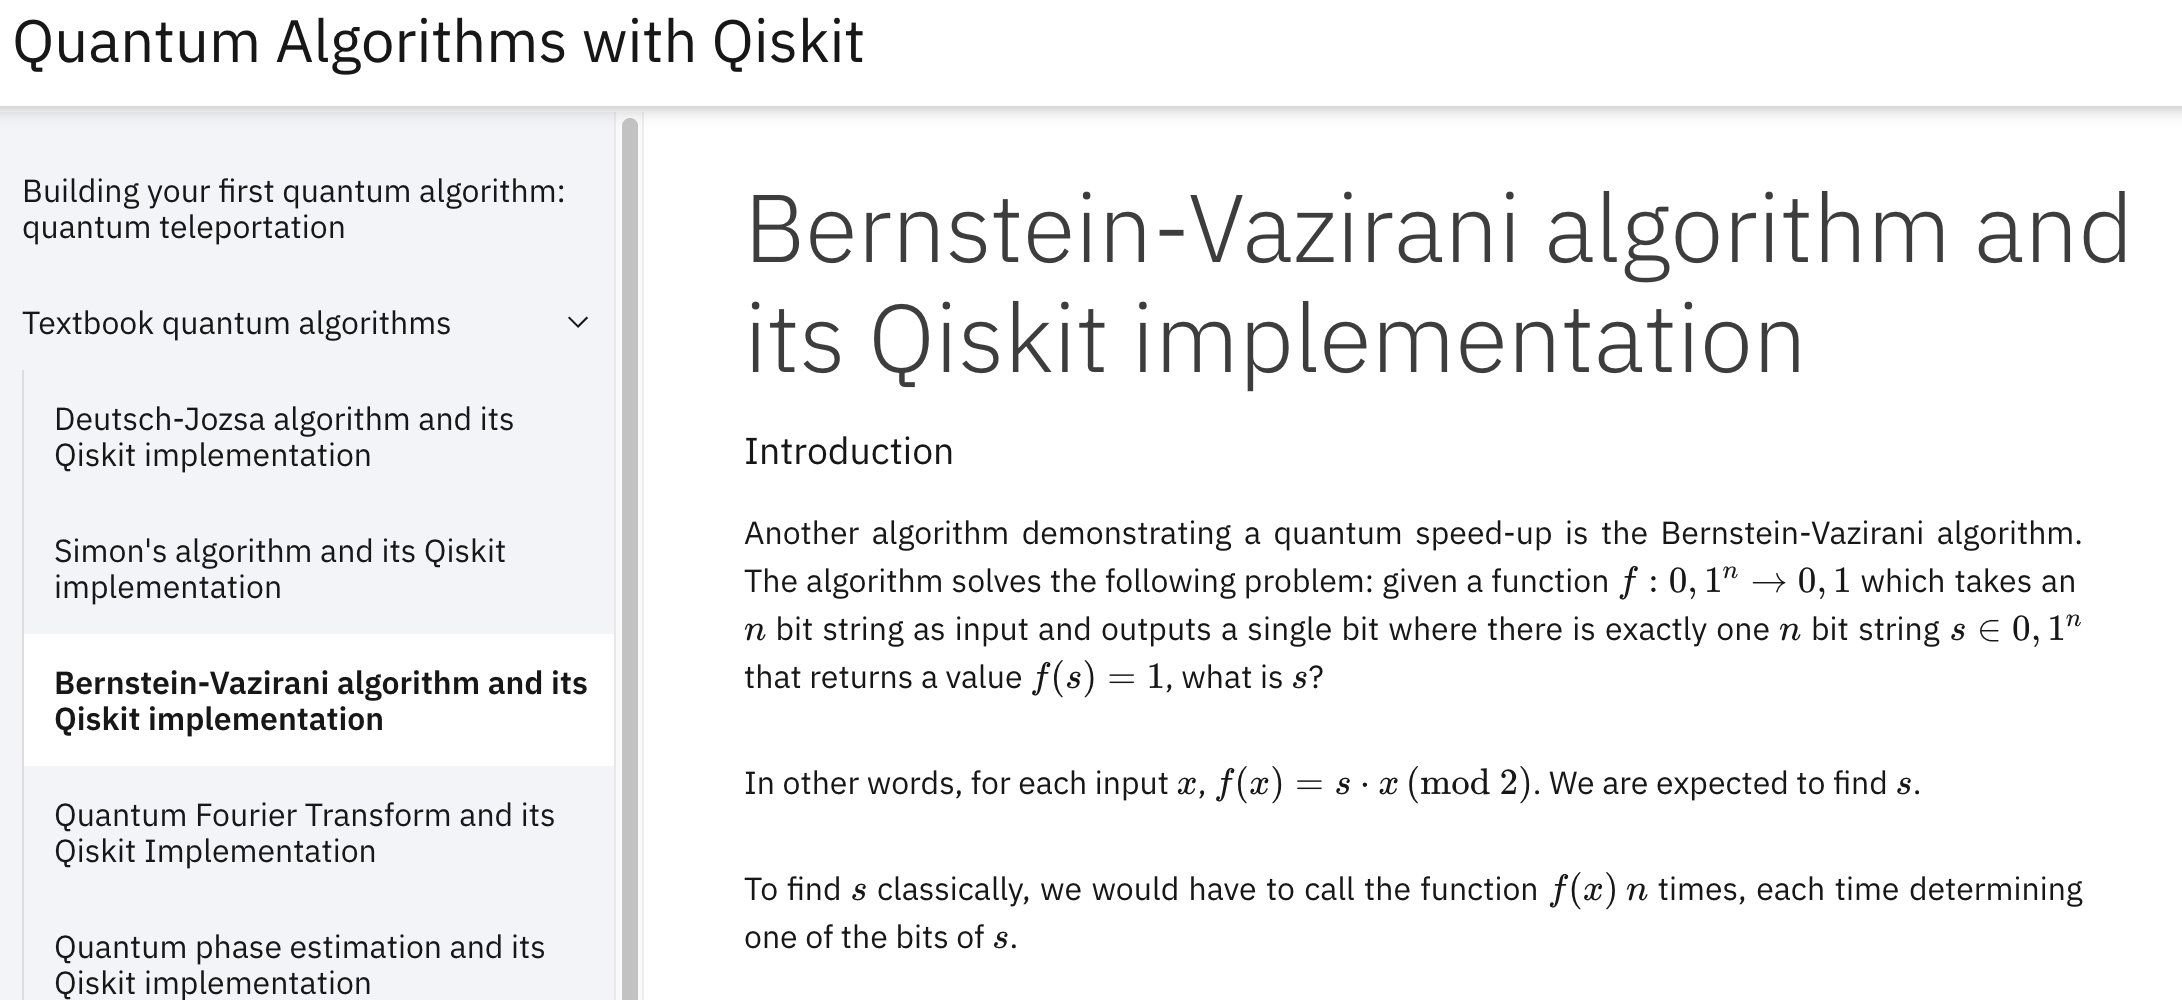 Quantum Algorithms with Qiskit
Building your first quantum algorithm:
quantum teleportation
Textbook quantum algorithms
Deutsch-Jozsa algorithm and its
Qiskit implementation
Simon's algorithm and its Qiskit
implementation
Bernstein-Vazirani algorithm and its
Qiskit implementation
Quantum Fourier Transform and its
Qiskit Implementation
Quantum phase estimation and its
Qiskit implementation
Bernstein-Vazirani algorithm and
its Qiskit implementation
Introduction
Another algorithm demonstrating a quantum speed-up is the Bernstein-Vazirani algorithm.
The algorithm solves the following problem: given a function f : 0, 1ⁿ → 0, 1 which takes an
n bit string as input and outputs a single bit where there is exactly one n bit string s ∈ 0, 1ⁿ
that returns a value f(s) = 1, what is s?
In other words, for each input x, f(x) = s · x (mod 2). We are expected to find s.
To find s classically, we would have to call the function f(x) n times, each time determining
one of the bits of s.